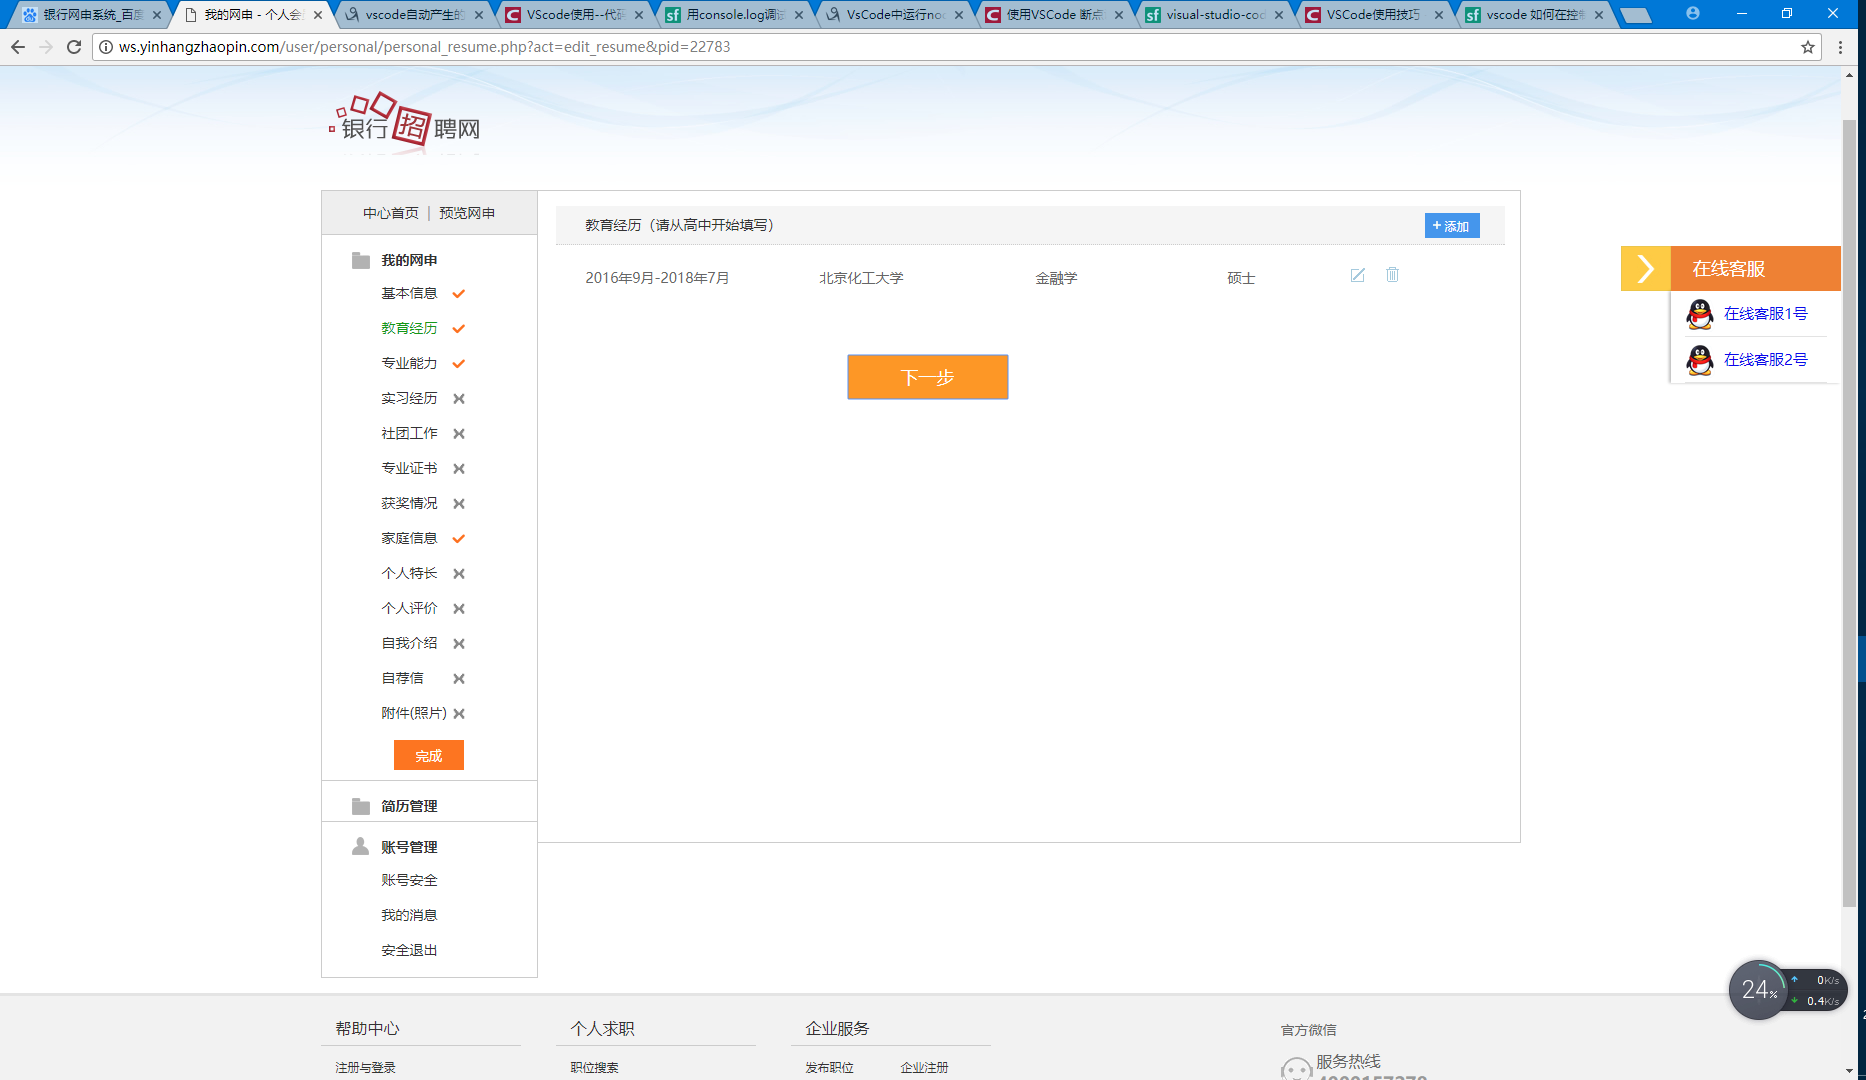 银行网申系统_百度
我的网申 - 个人会
vscode自动产生的
VScode使用--代码
用console.log调试
VsCode中运行noc
使用VSCode 断点
visual-studio-cod
VSCode使用技巧
vscode 如何在控制
ws.yinhangzhaopin.com/user/personal/personal_resume.php?act=edit_resume&pid=22783
银行招聘网
中心首页 | 预览网申
我的网申
基本信息
教育经历
专业能力
实习经历
社团工作
专业证书
获奖情况
家庭信息
个人特长
个人评价
自我介绍
自荐信
附件(照片)
完成
简历管理
账号管理
账号安全
我的消息
安全退出
教育经历（请从高中开始填写）
+ 添加
2016年9月-2018年7月 北京化工大学 金融学 硕士
下一步
在线客服
在线客服1号
在线客服2号
24%
0K/s
0.4K/s
帮助中心 个人求职 企业服务
官方微信
注册与登录 职位搜索 发布职位 企业注册
服务热线